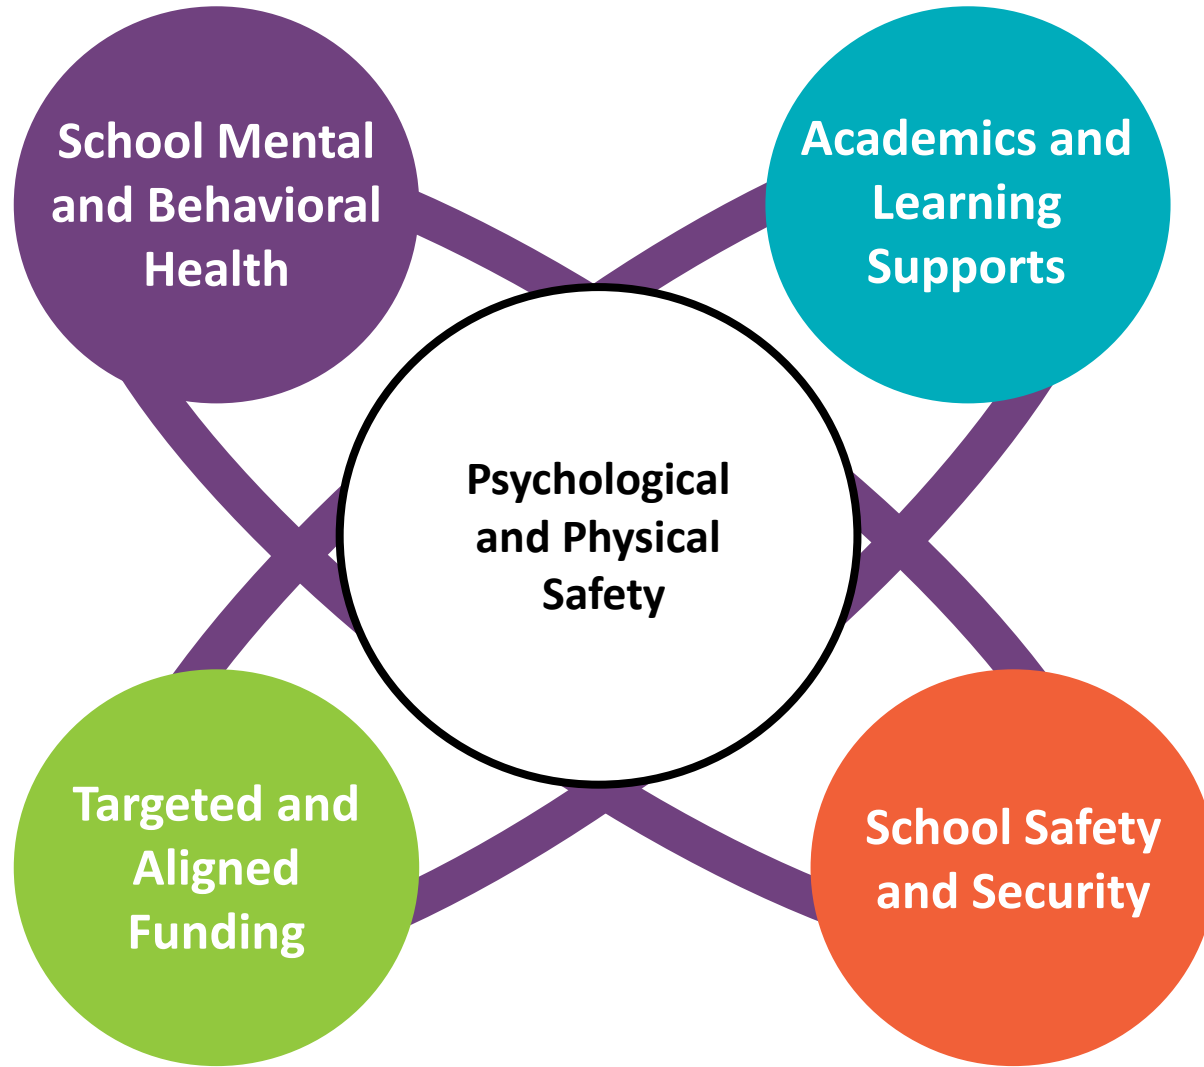 School Mental
and Behavioral
Health
Academics and
Learning
Supports
Psychological
and Physical
Safety
Targeted and
Aligned
Funding
School Safety
and Security